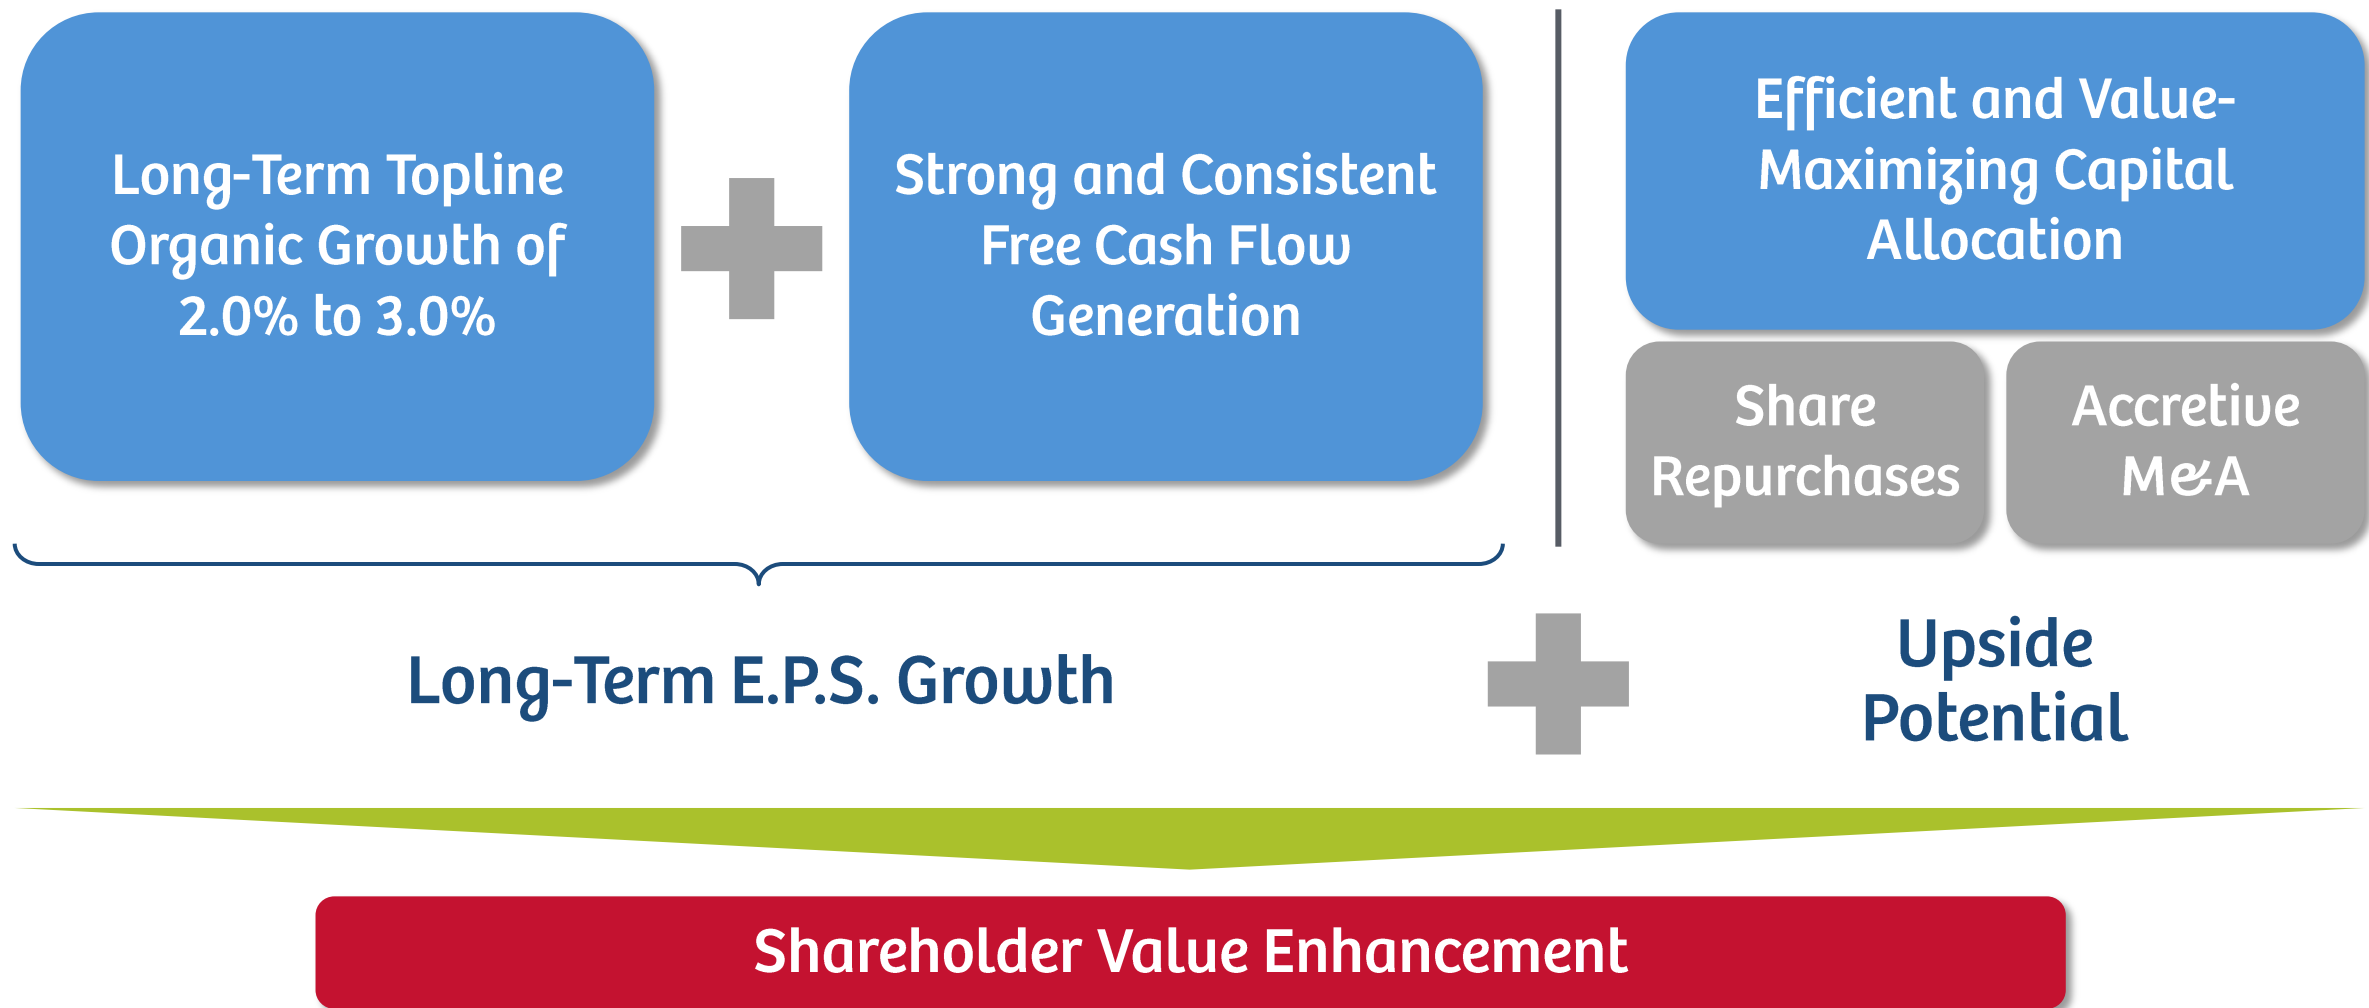 Long-Term Topline
Organic Growth of
2.0% to 3.0%
Strong and Consistent
Free Cash Flow
Generation
Efficient and Value-
Maximizing Capital
Allocation
Share
Repurchases
Accretive
M&A
Long-Term E.P.S. Growth
Upside
Potential
Shareholder Value Enhancement